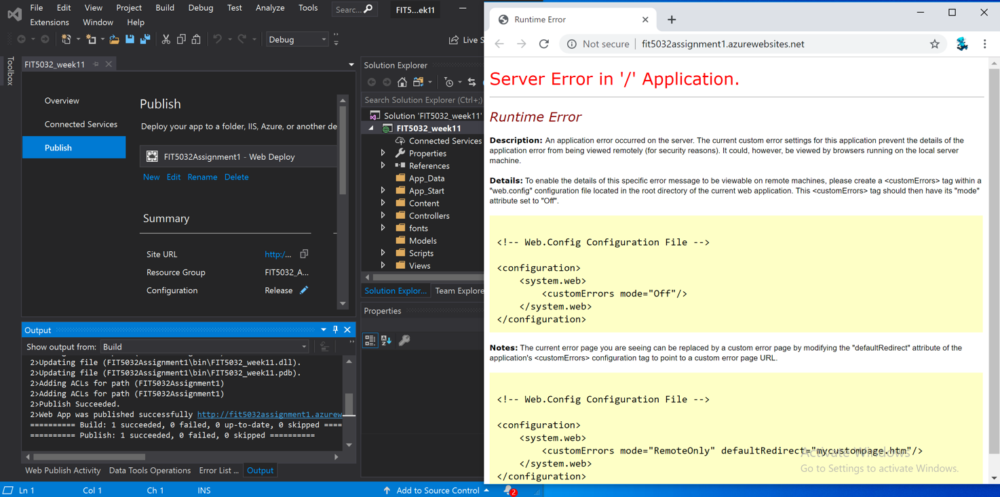 File Edit View Project Build Debug Test Analyze Tools Searc... FIT5...ek11
Extensions Window Help
Debug Live S
Toolbox
FIT5032_week11
Overview
Connected Services
Publish
Publish
Deploy your app to a folder, IIS, Azure, or another de
FIT5032Assignment1 - Web Deploy
New Edit Rename Delete
Summary
Site URL http:/...
Resource Group FIT5032_A...
Configuration Release
Output
Show output from: Build
2>Updating file (FIT5032Assignment1\bin\FIT5032_week11.dll).
2>Updating file (FIT5032Assignment1\bin\FIT5032_week11.pdb).
2>Adding ACLs for path (FIT5032Assignment1)
2>Adding ACLs for path (FIT5032Assignment1)
2>Publish Succeeded.
2>Web App was published successfully http://fit5032assignment1.azurew
========== Build: 1 succeeded, 0 failed, 0 up-to-date, 0 skipped ====
========== Publish: 1 succeeded, 0 failed, 0 skipped ==========
Web Publish Activity Data Tools Operations Error List ... Output
Solution Explorer
Search Solution Explorer (Ctrl+;)
Solution 'FIT5032_week11'
FIT5032_week11
Connected Services
Properties
References
App_Data
App_Start
Content
Controllers
fonts
Models
Scripts
Views
Solution Explor... Team Explore
Properties
Ln 1 Col 1 Ch 1 INS Add to Source Control 2
Runtime Error
Not secure fit5032assignment1.azurewebsites.net
Server Error in '/' Application.
Runtime Error
Description: An application error occurred on the server. The current custom error settings for this application prevent the details of the
application error from being viewed remotely (for security reasons). It could, however, be viewed by browsers running on the local server
machine.
Details: To enable the details of this specific error message to be viewable on remote machines, please create a <customErrors> tag within a
"web.config" configuration file located in the root directory of the current web application. This <customErrors> tag should then have its "mode"
attribute set to "Off".
<!-- Web.Config Configuration File -->
<configuration>
<system.web>
<customErrors mode="Off"/>
</system.web>
</configuration>
Notes: The current error page you are seeing can be replaced by a custom error page by modifying the "defaultRedirect" attribute of the
application's <customErrors> configuration tag to point to a custom error page URL.
<!-- Web.Config Configuration File -->
<configuration>
<system.web>
<customErrors mode="RemoteOnly" defaultRedirect="mycustompage.htm"/>
</system.web>
</configuration>
Activate Windows
Go to Settings to activate Windows.